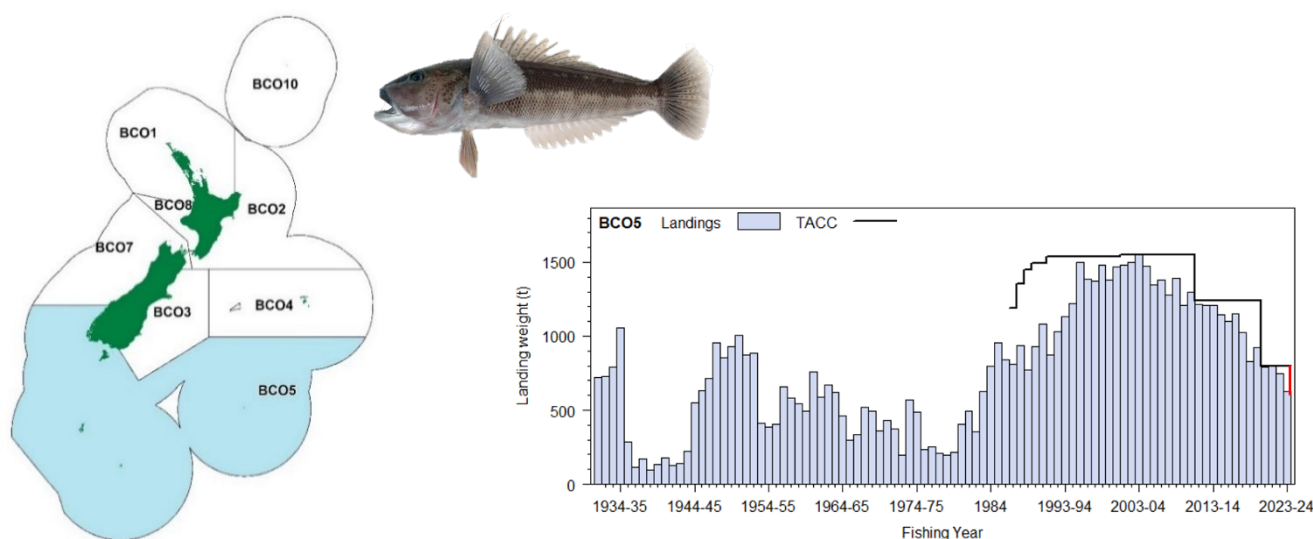 BCO10
BCO1
BCO8
BCO2
BCO7
BCO3
BCO4
BCO5
BCO5 Landings TACC
Landing weight (t)
1500
1000
500
0
1934-35 1944-45 1954-55 1964-65 1974-75 1984 1993-94 2003-04 2013-14 2023-24
Fishing Year